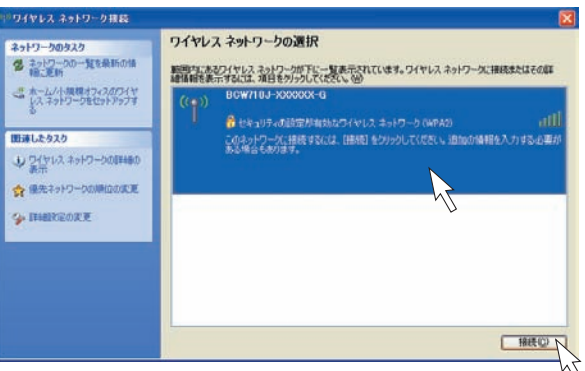 ワイヤレス ネットワーク接続
ネットワークのタスク
ネットワークの一覧を最新の情
報に更新
ホーム/小規模オフィスのワイヤ
レス ネットワークをセットアップす
る
関連したタスク
ワイヤレス ネットワークの詳細の
表示
優先ネットワークの順位の変更
詳細設定の変更
ワイヤレス ネットワークの選択
範囲内にあるワイヤレス ネットワークが下に一覧表示されています。ワイヤレス ネットワークに接続またはその詳
細情報を表示するには、項目をクリックしてください。(W)
BCW710J-XXXXXX-G
セキュリティの設定が有効なワイヤレス ネットワーク (WPA2)
このネットワークに接続するには、[接続] をクリックしてください。追加の情報を入力する必要が
ある場合もあります。
接続(C)